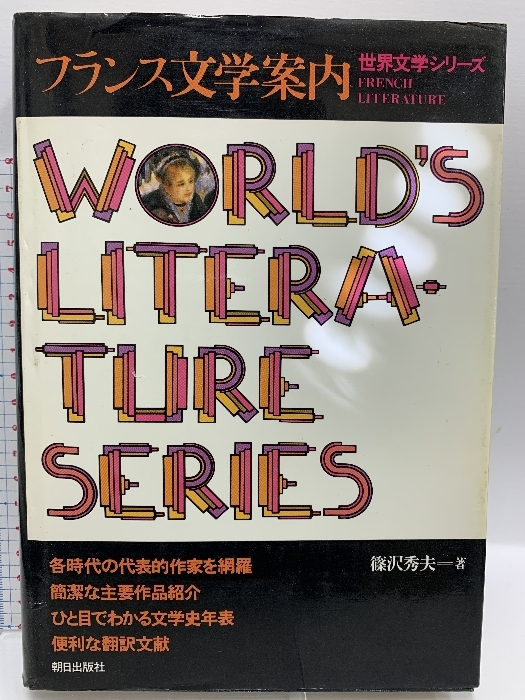 フランス文学案内
世界文学シリーズ
FRENCH
LITERATURE
WORLD'S
LITERA-
TURE
SERIES
各時代の代表的作家を網羅
簡潔な主要作品紹介
ひと目でわかる文学史年表
便利な翻訳文献
篠沢秀夫—著
朝日出版社